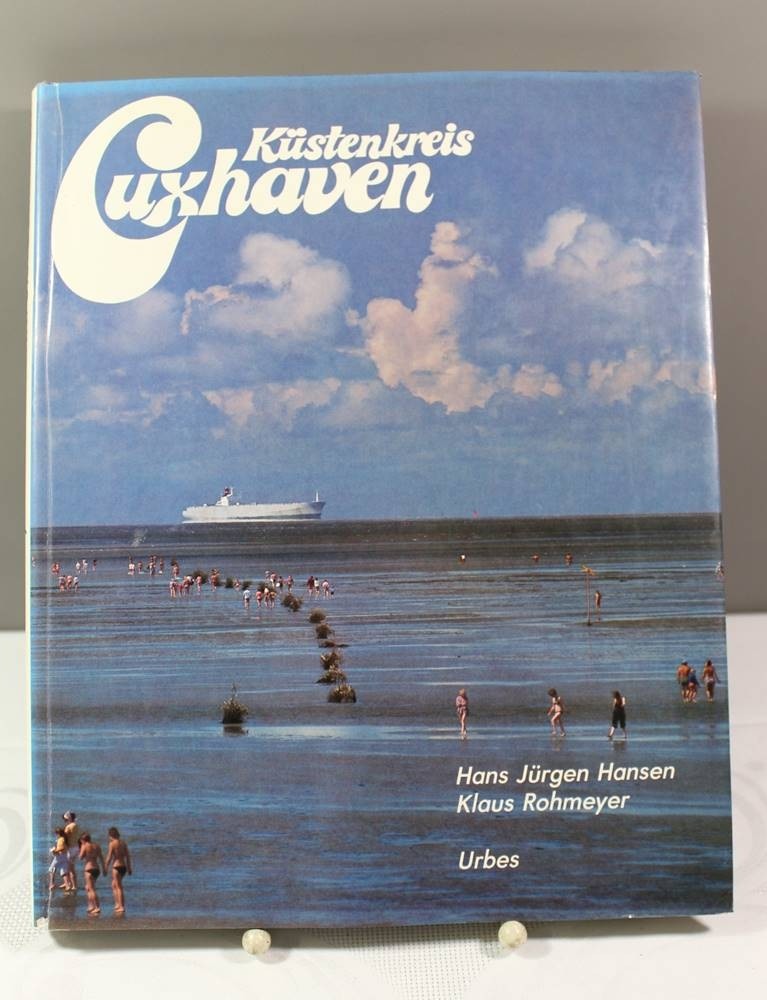 Küstenkreis
Cuxhaven
Hans Jürgen Hansen
Klaus Rohmeyer
Urbes